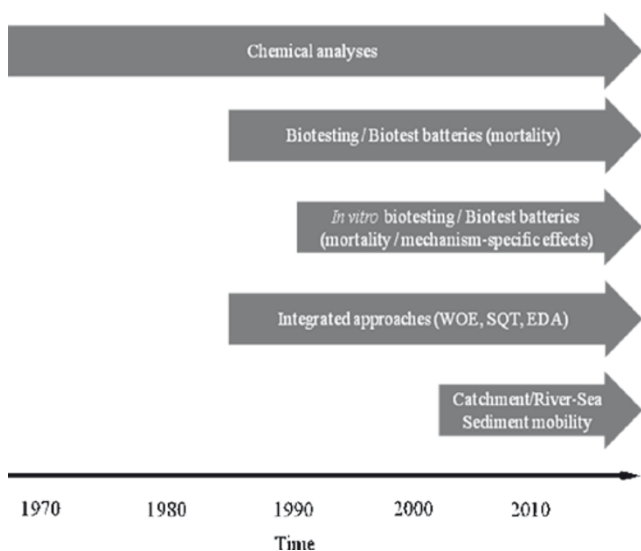 Chemical analyses
Biotesting / Biotest batteries (mortality)
In vitro biotesting / Biotest batteries
(mortality / mechanism-specific effects)
Integrated approaches (WOE, SQT, EDA)
Catchment/River-Sea
Sediment mobility
1970 1980 1990 2000 2010
Time